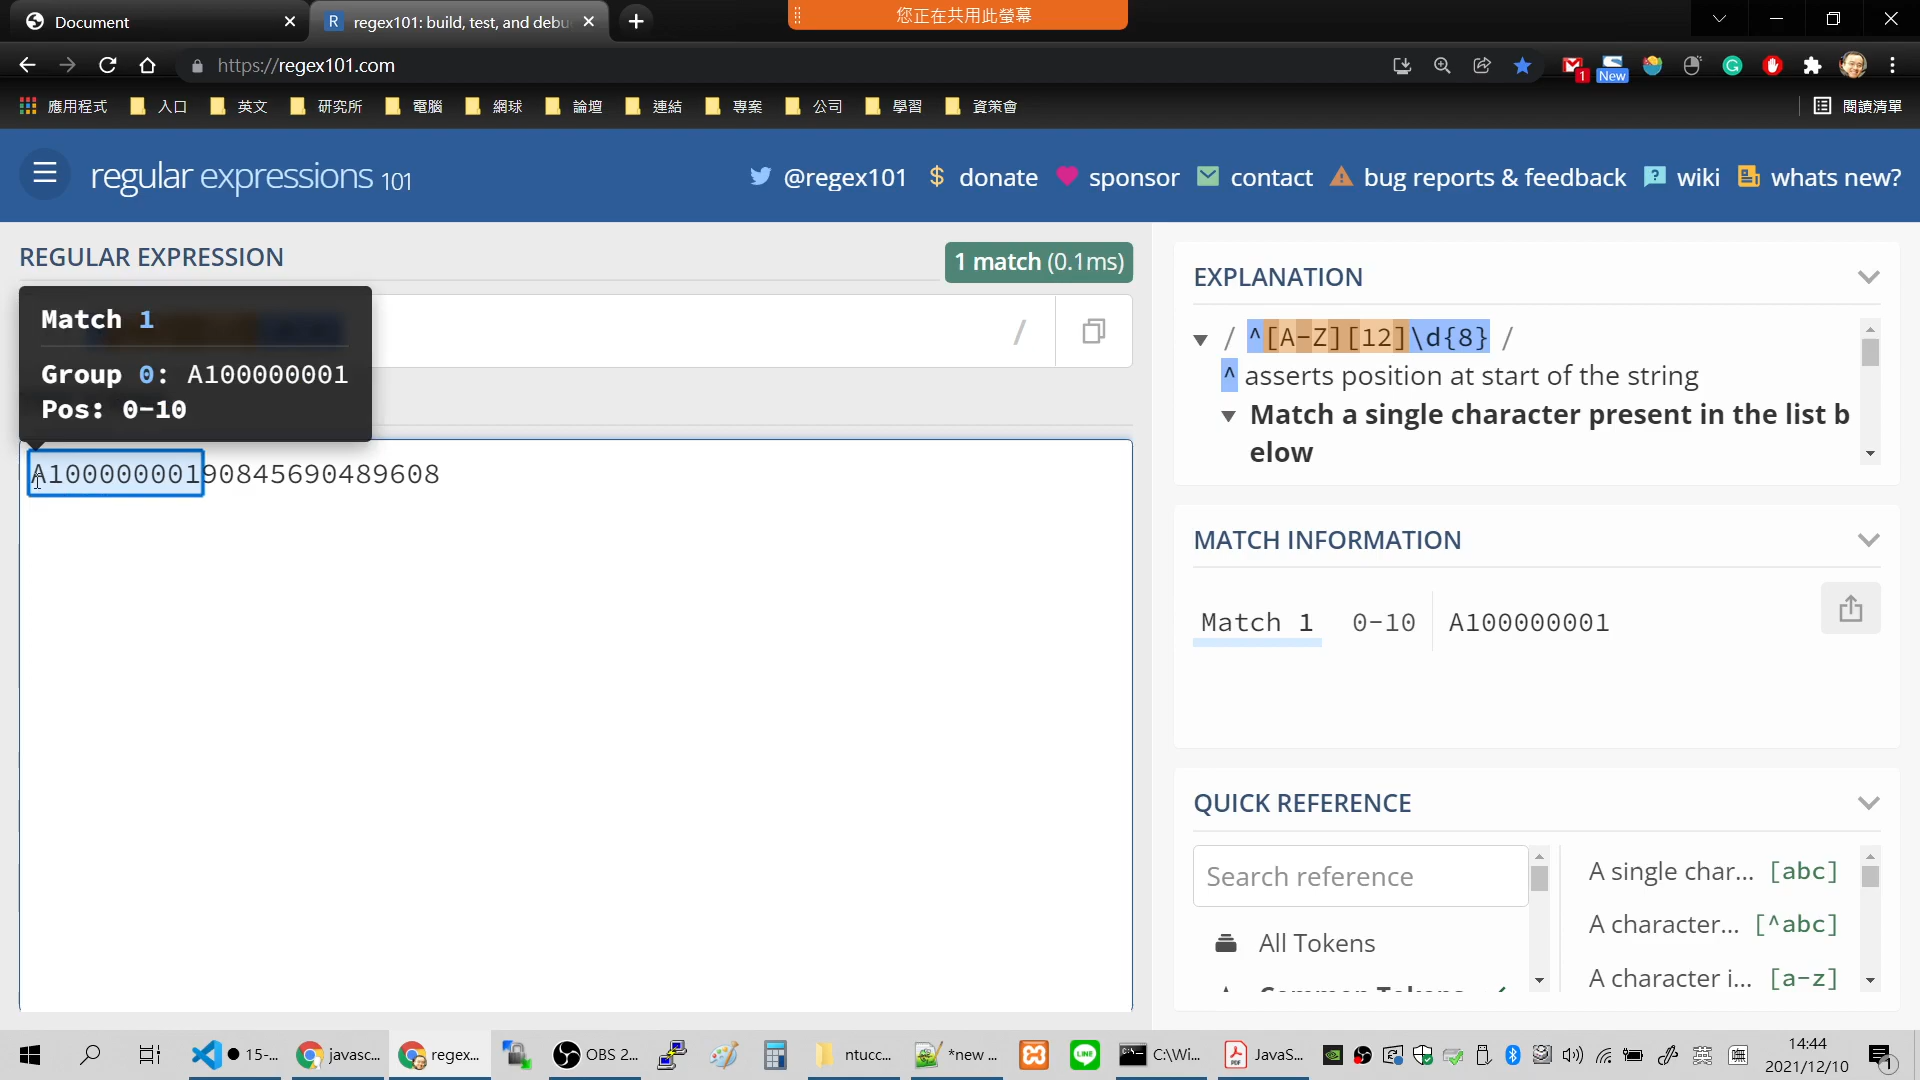 Document
regex101: build, test, and debu
您正在共用此螢幕
https://regex101.com
1
New
應用程式
入口
英文
研究所
電腦
網球
論壇
連結
專案
公司
學習
資策會
閱讀清單
regular expressions 101
@regex101
$ donate
sponsor
contact
bug reports & feedback
wiki
whats new?
REGULAR EXPRESSION
1 match (0.1ms)
/
Match 1
Group 0: A100000001
Pos: 0-10
A10000000190845690489608
EXPLANATION
/ ^[A-Z][12]\d{8} /
^ asserts position at start of the string
Match a single character present in the list b
elow
MATCH INFORMATION
Match 1 0-10 A100000001
QUICK REFERENCE
Search reference
All Tokens
A single char... [abc]
A character... [^abc]
A character i... [a-z]
15-...
javasc...
regex...
OBS 2...
ntucc...
*new ...
C:\Wi...
JavaS...
英
14:44
2021/12/10
1